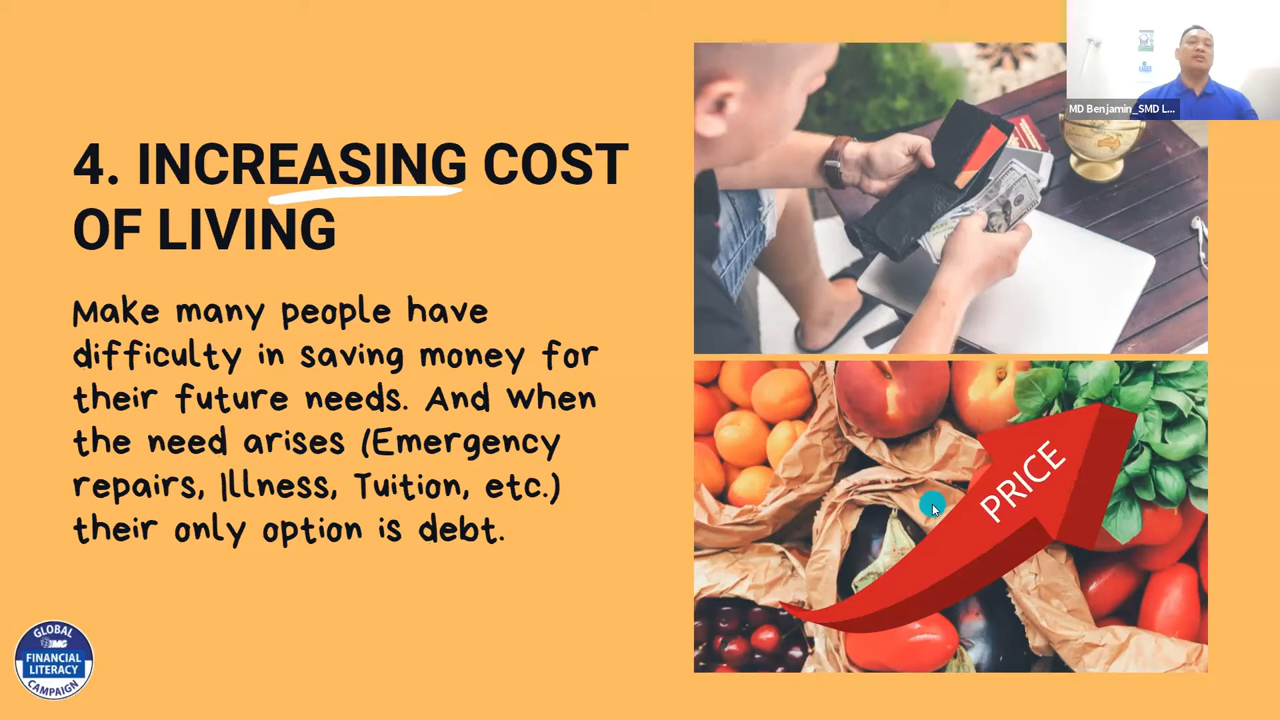 4. INCREASING COST
OF LIVING
Make many people have
difficulty in saving money for
their future needs. And when
the need arises (Emergency
repairs, Illness, Tuition, etc.)
their only option is debt.
PRICE
MD Benjamin_SMD L...
GLOBAL
IMG
FINANCIAL
LITERACY
CAMPAIGN